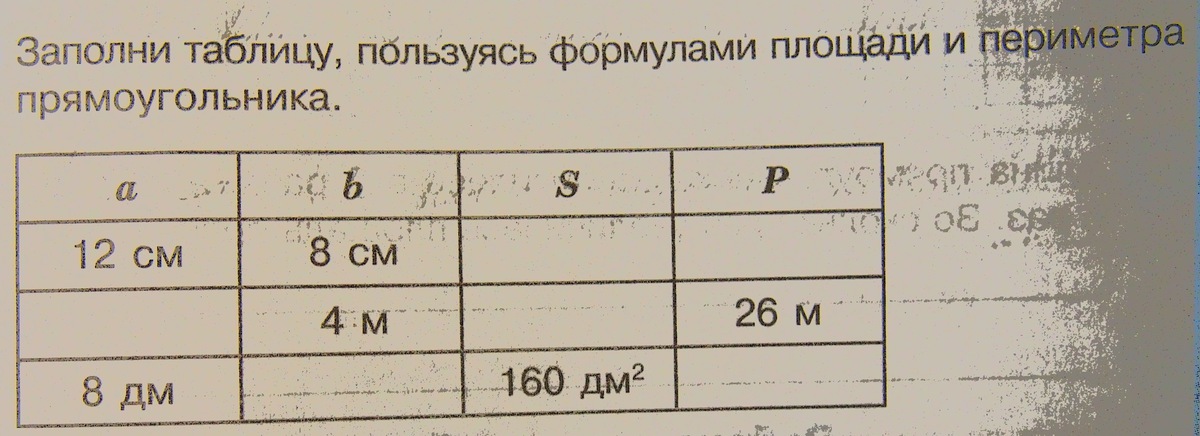 Заполни таблицу, пользуясь формулами площади и периметра
прямоугольника.
a b S P
12 см 8 см
4 м 26 м
8 дм 160 дм²